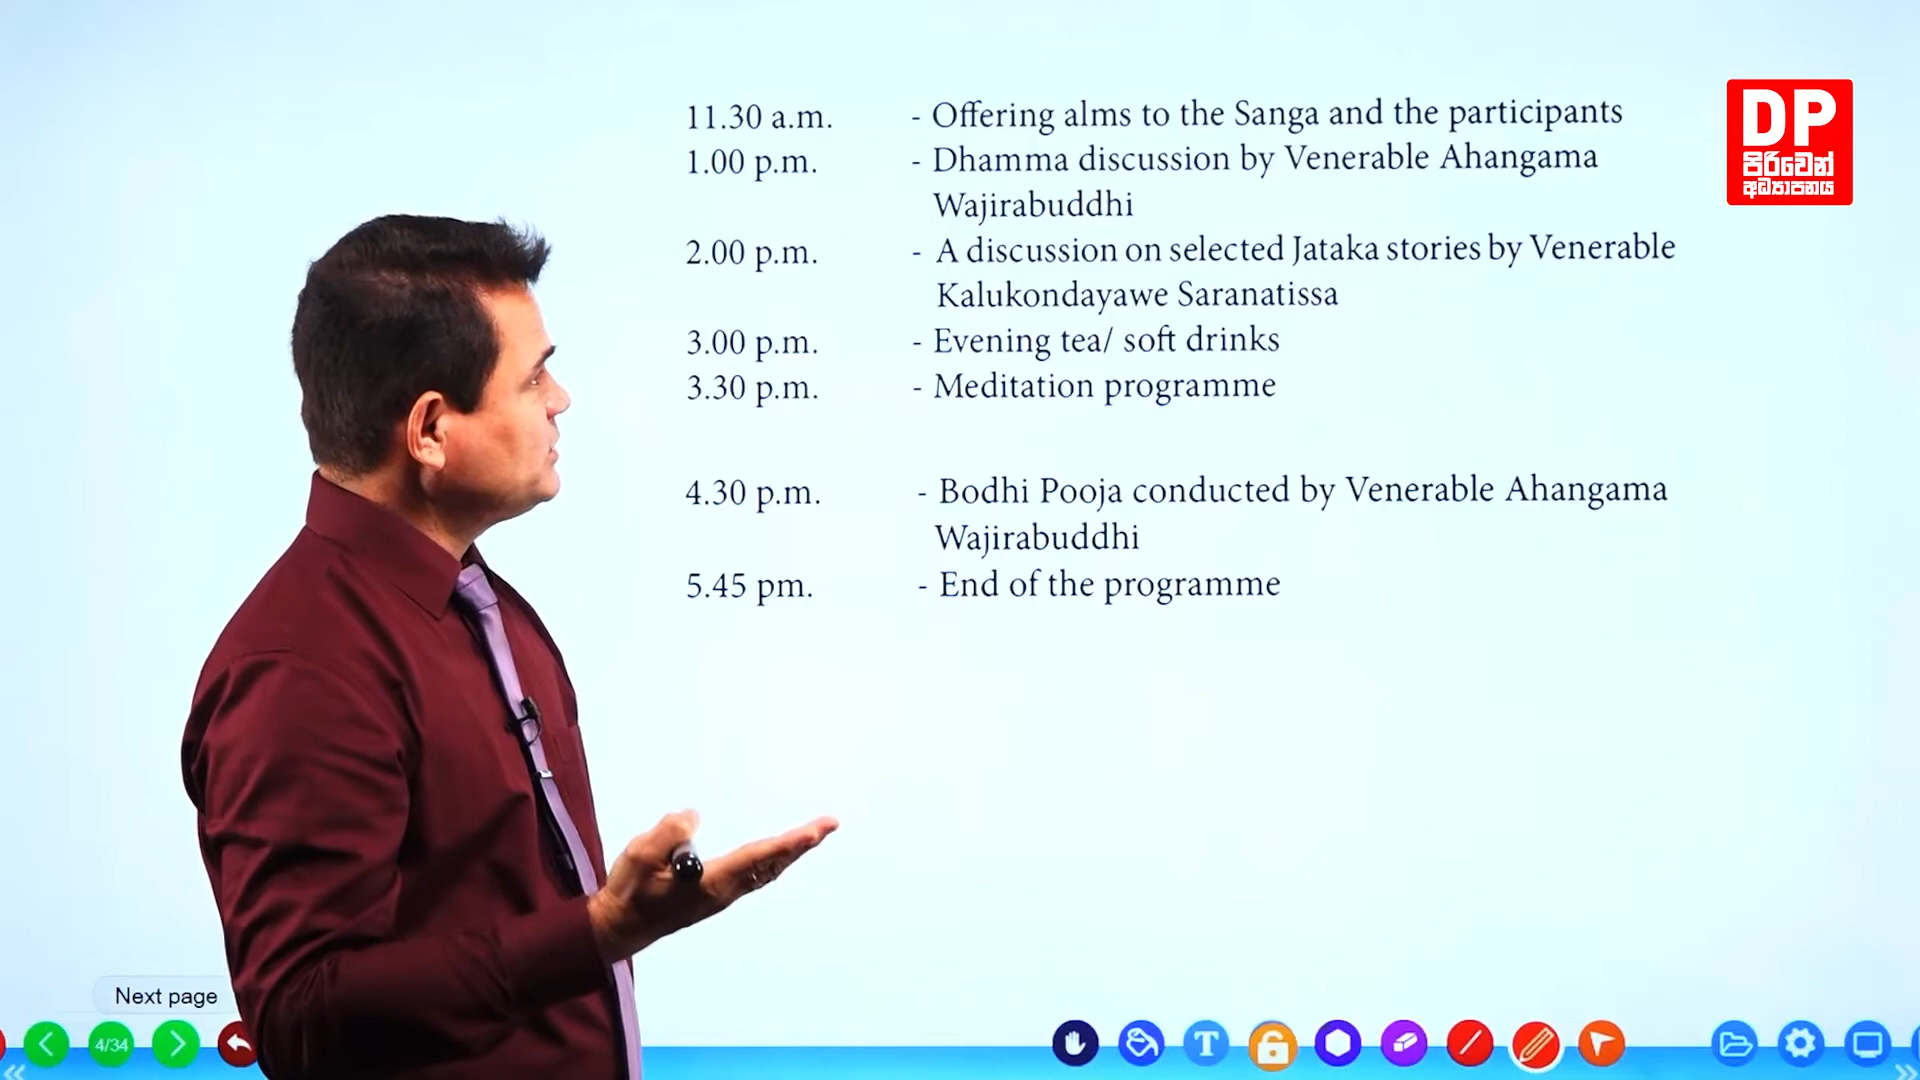 11.30 a.m. - Offering alms to the Sanga and the participants
1.00 p.m. - Dhamma discussion by Venerable Ahangama
Wajirabuddhi
2.00 p.m. - A discussion on selected Jataka stories by Venerable
Kalukondayawe Saranatissa
3.00 p.m. - Evening tea/ soft drinks
3.30 p.m. - Meditation programme
4.30 p.m. - Bodhi Pooja conducted by Venerable Ahangama
Wajirabuddhi
5.45 pm. - End of the programme
DP
පිරිවෙන්
අධ්‍යාපනය
Next page
4/34
T